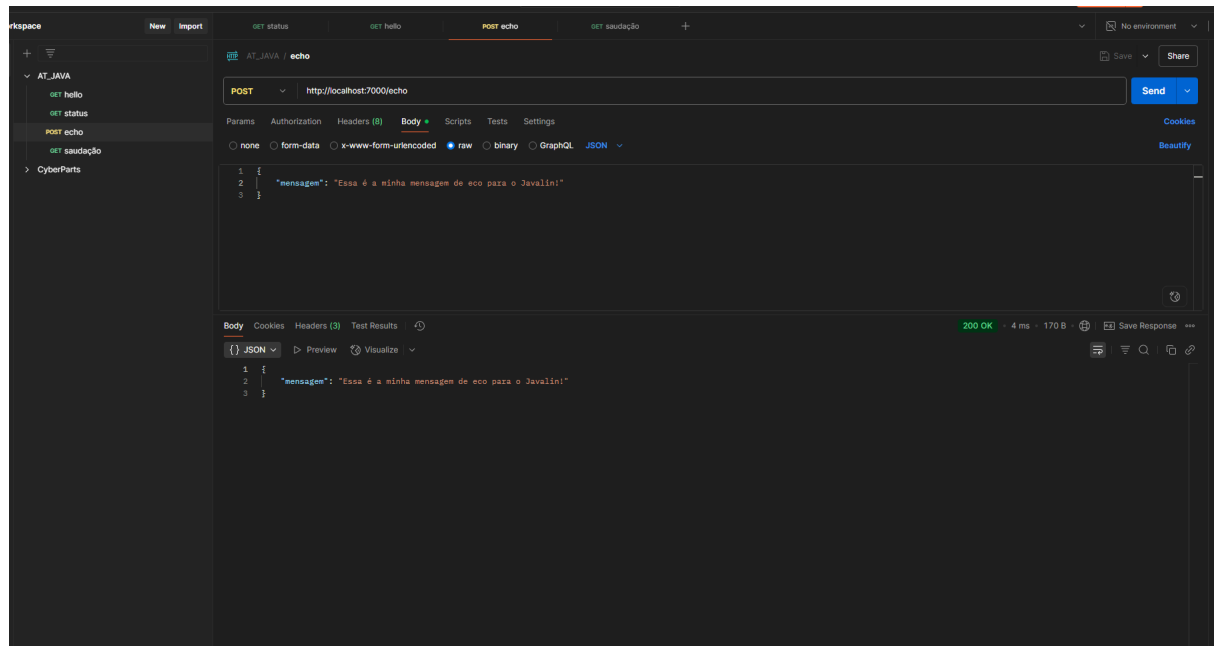 rkspace New Import GET status GET hello POST echo GET saudação + No environment
+
HTTP AT_JAVA / echo Save Share
AT_JAVA
GET hello
GET status
POST echo
GET saudação
CyberParts
POST http://localhost:7000/echo Send
Params Authorization Headers (8) Body Scripts Tests Settings Cookies
none form-data x-www-form-urlencoded raw binary GraphQL JSON Beautify
1 {
2 "mensagem": "Essa é a minha mensagem de eco para o Javalin!"
3 }
Body Cookies Headers (3) Test Results 200 OK 4 ms 170 B Save Response
{} JSON Preview Visualize
1 {
2 "mensagem": "Essa é a minha mensagem de eco para o Javalin!"
3 }